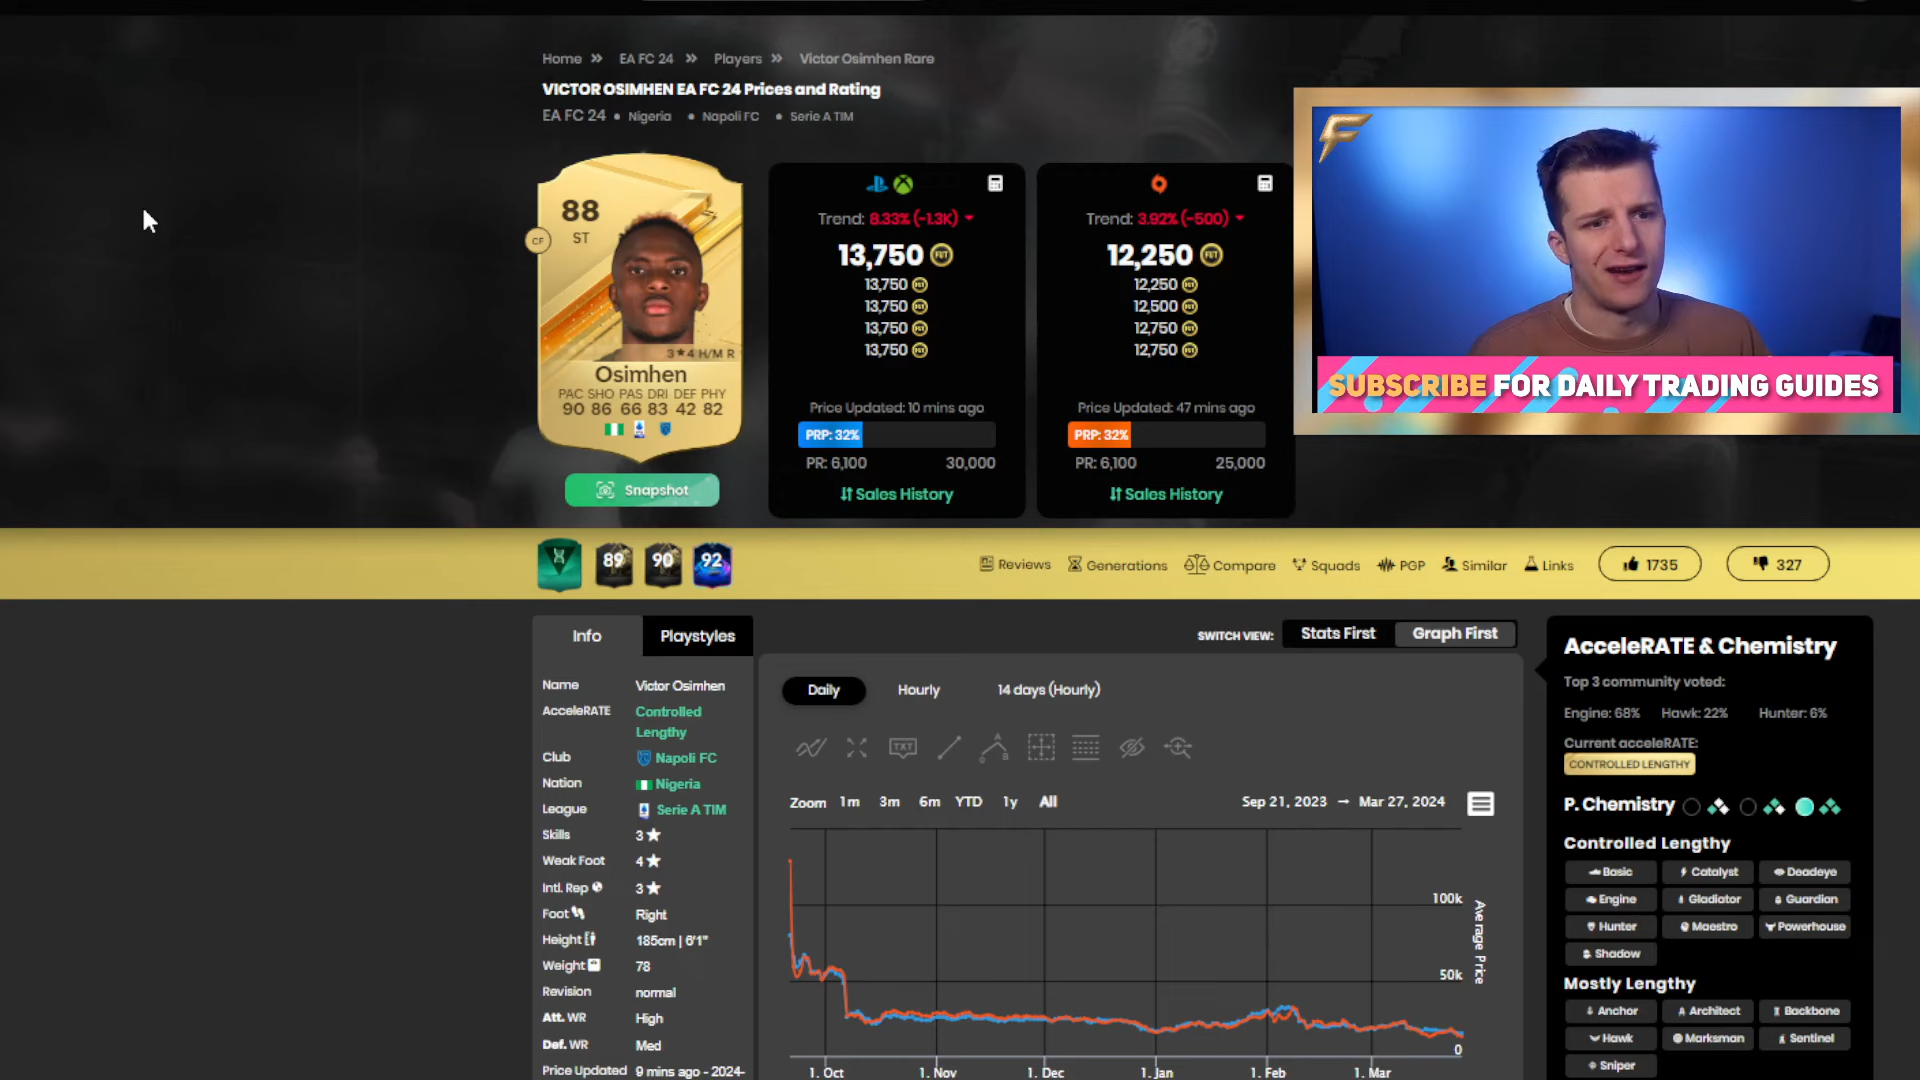 Home » EA FC 24 » Players » Victor Osimhen Rare
VICTOR OSIMHEN EA FC 24 Prices and Rating
EA FC 24 • Nigeria • Napoli FC • Serie A TIM
88
ST
CF
3★4 H/M R
Osimhen
PAC SHO PAS DRI DEF PHY
90 86 66 83 42 82
Snapshot
Trend: 8.33% (-1.3K)
13,750
13,750
13,750
13,750
13,750
Price Updated: 10 mins ago
PRP: 32%
PR: 6,100 30,000
Sales History
Trend: 3.92% (-500)
12,250
12,250
12,500
12,750
12,750
Price Updated: 47 mins ago
PRP: 32%
PR: 6,100 25,000
Sales History
SUBSCRIBE FOR DAILY TRADING GUIDES
89 90 92
Reviews Generations Compare Squads PGP Similar Links 1735 327
Info Playstyles
Name Victor Osimhen
AcceleRATE Controlled
Lengthy
Club Napoli FC
Nation Nigeria
League Serie A TIM
Skills 3★
Weak Foot 4★
Intl. Rep 3★
Foot Right
Height 185cm | 6'1"
Weight 78
Revision normal
Att. WR High
Def. WR Med
Price Updated 9 mins ago - 2024-
SWITCH VIEW: Stats First Graph First
Daily Hourly 14 days (Hourly)
TXT
Zoom 1m 3m 6m YTD 1y All Sep 21, 2023 → Mar 27, 2024
100k
50k
0
Average Price
1. Oct 1. Nov 1. Dec 1. Jan 1. Feb 1. Mar
AcceleRATE & Chemistry
Top 3 community voted:
Engine: 68% Hawk: 22% Hunter: 6%
Current acceleRATE:
CONTROLLED LENGTHY
P. Chemistry
Controlled Lengthy
Basic Catalyst Deadeye
Engine Gladiator Guardian
Hunter Maestro Powerhouse
Shadow
Mostly Lengthy
Anchor Architect Backbone
Hawk Marksman Sentinel
Sniper